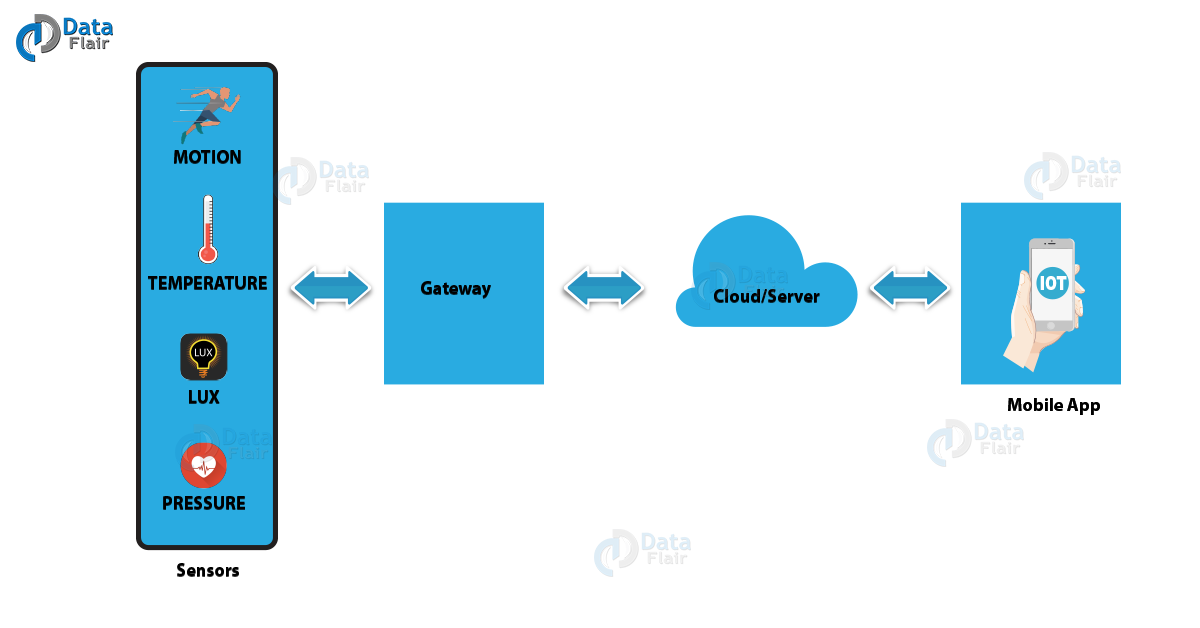 Data
Flair
MOTION
TEMPERATURE
LUX
LUX
PRESSURE
Sensors
Gateway
Cloud/Server
IOT
Mobile App
Data
Flair
Data
Flair
Data
Flair
Data
Flair
Data
Flair
Data
Flair